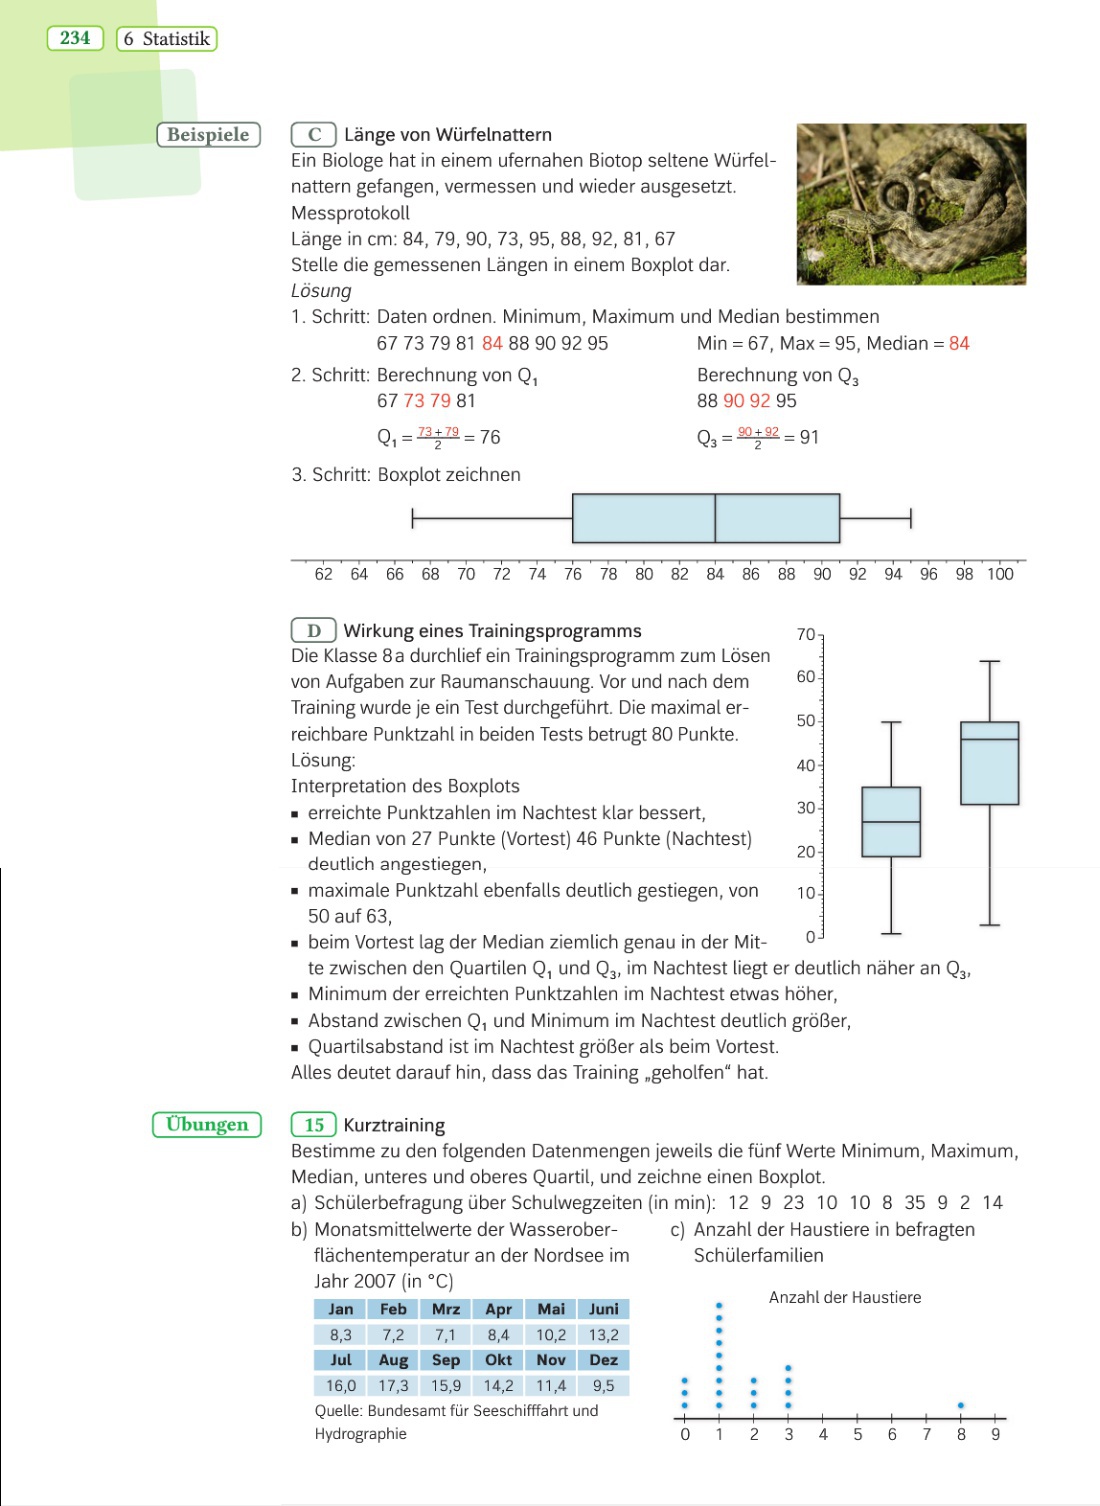 234 6 Statistik
Beispiele
C Länge von Würfelnattern
Ein Biologe hat in einem ufernahen Biotop seltene Würfel-
nattern gefangen, vermessen und wieder ausgesetzt.
Messprotokoll
Länge in cm: 84, 79, 90, 73, 95, 88, 92, 81, 67
Stelle die gemessenen Längen in einem Boxplot dar.
Lösung
1. Schritt: Daten ordnen. Minimum, Maximum und Median bestimmen
67 73 79 81 84 88 90 92 95 Min = 67, Max = 95, Median = 84
2. Schritt: Berechnung von Q₁ Berechnung von Q₃
67 73 79 81 88 90 92 95
Q₁ = (73 + 79)/2 = 76 Q₃ = (90 + 92)/2 = 91
3. Schritt: Boxplot zeichnen
62 64 66 68 70 72 74 76 78 80 82 84 86 88 90 92 94 96 98 100
D Wirkung eines Trainingsprogramms
Die Klasse 8 a durchlief ein Trainingsprogramm zum Lösen
von Aufgaben zur Raumanschauung. Vor und nach dem
Training wurde je ein Test durchgeführt. Die maximal er-
reichbare Punktzahl in beiden Tests betrugt 80 Punkte.
Lösung:
Interpretation des Boxplots
▪ erreichte Punktzahlen im Nachtest klar bessert,
▪ Median von 27 Punkte (Vortest) 46 Punkte (Nachtest)
deutlich angestiegen,
▪ maximale Punktzahl ebenfalls deutlich gestiegen, von
50 auf 63,
▪ beim Vortest lag der Median ziemlich genau in der Mit-
te zwischen den Quartilen Q₁ und Q₃, im Nachtest liegt er deutlich näher an Q₃,
▪ Minimum der erreichten Punktzahlen im Nachtest etwas höher,
▪ Abstand zwischen Q₁ und Minimum im Nachtest deutlich größer,
▪ Quartilsabstand ist im Nachtest größer als beim Vortest.
Alles deutet darauf hin, dass das Training „geholfen“ hat.
70
60
50
40
30
20
10
0
Übungen
15 Kurztraining
Bestimme zu den folgenden Datenmengen jeweils die fünf Werte Minimum, Maximum,
Median, unteres und oberes Quartil, und zeichne einen Boxplot.
a) Schülerbefragung über Schulwegzeiten (in min): 12 9 23 10 10 8 35 9 2 14
b) Monatsmittelwerte der Wasserober-
flächentemperatur an der Nordsee im
Jahr 2007 (in °C)
Jan Feb Mrz Apr Mai Juni
8,3 7,2 7,1 8,4 10,2 13,2
Jul Aug Sep Okt Nov Dez
16,0 17,3 15,9 14,2 11,4 9,5
Quelle: Bundesamt für Seeschifffahrt und
Hydrographie
c) Anzahl der Haustiere in befragten
Schülerfamilien
Anzahl der Haustiere
0 1 2 3 4 5 6 7 8 9